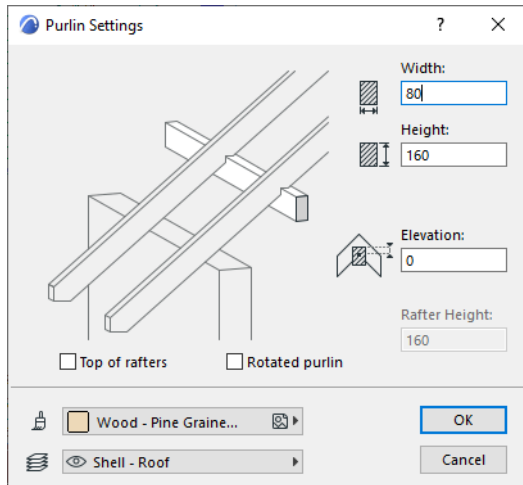 Purlin Settings
?
Width:
80
Height:
160
Elevation:
0
Rafter Height:
160
Top of rafters
Rotated purlin
Wood - Pine Graine...
OK
Shell - Roof
Cancel